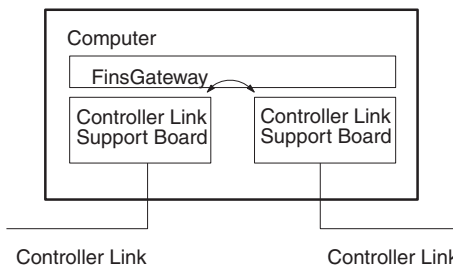 Computer
FinsGateway
Controller Link
Support Board
Controller Link
Support Board
Controller Link
Controller Link